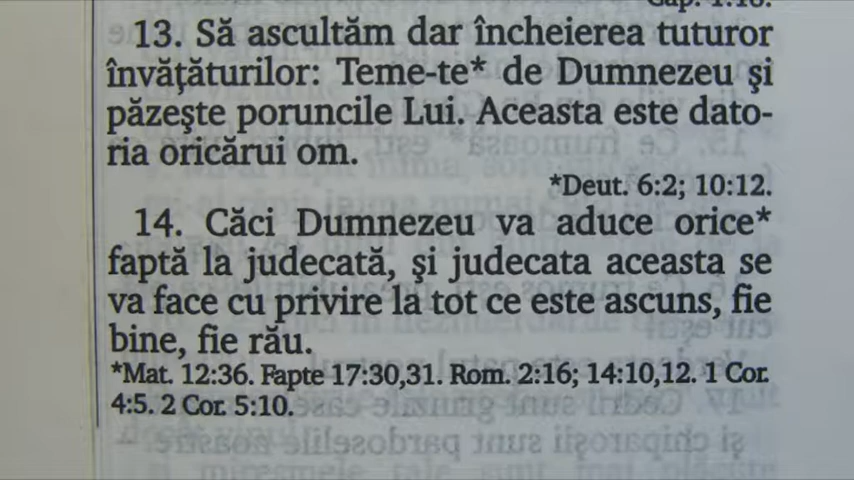 Cap. 1:18.
13. Să ascultăm dar încheierea tuturor
învăţăturilor: Teme-te* de Dumnezeu şi
păzeşte poruncile Lui. Aceasta este dato-
ria oricărui om.
*Deut. 6:2; 10:12.
14. Căci Dumnezeu va aduce orice*
faptă la judecată, şi judecata aceasta se
va face cu privire la tot ce este ascuns, fie
bine, fie rău.
*Mat. 12:36. Fapte 17:30,31. Rom. 2:16; 14:10,12. 1 Cor.
4:5. 2 Cor. 5:10.